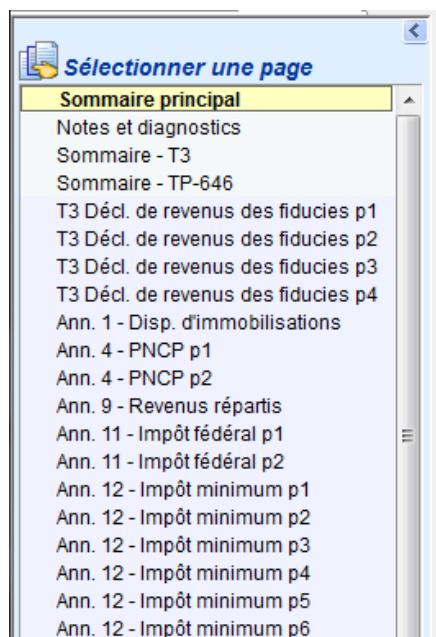 Sélectionner une page
Sommaire principal
Notes et diagnostics
Sommaire - T3
Sommaire - TP-646
T3 Décl. de revenus des fiducies p1
T3 Décl. de revenus des fiducies p2
T3 Décl. de revenus des fiducies p3
T3 Décl. de revenus des fiducies p4
Ann. 1 - Disp. d'immobilisations
Ann. 4 - PNCP p1
Ann. 4 - PNCP p2
Ann. 9 - Revenus répartis
Ann. 11 - Impôt fédéral p1
Ann. 11 - Impôt fédéral p2
Ann. 12 - Impôt minimum p1
Ann. 12 - Impôt minimum p2
Ann. 12 - Impôt minimum p3
Ann. 12 - Impôt minimum p4
Ann. 12 - Impôt minimum p5
Ann. 12 - Impôt minimum p6